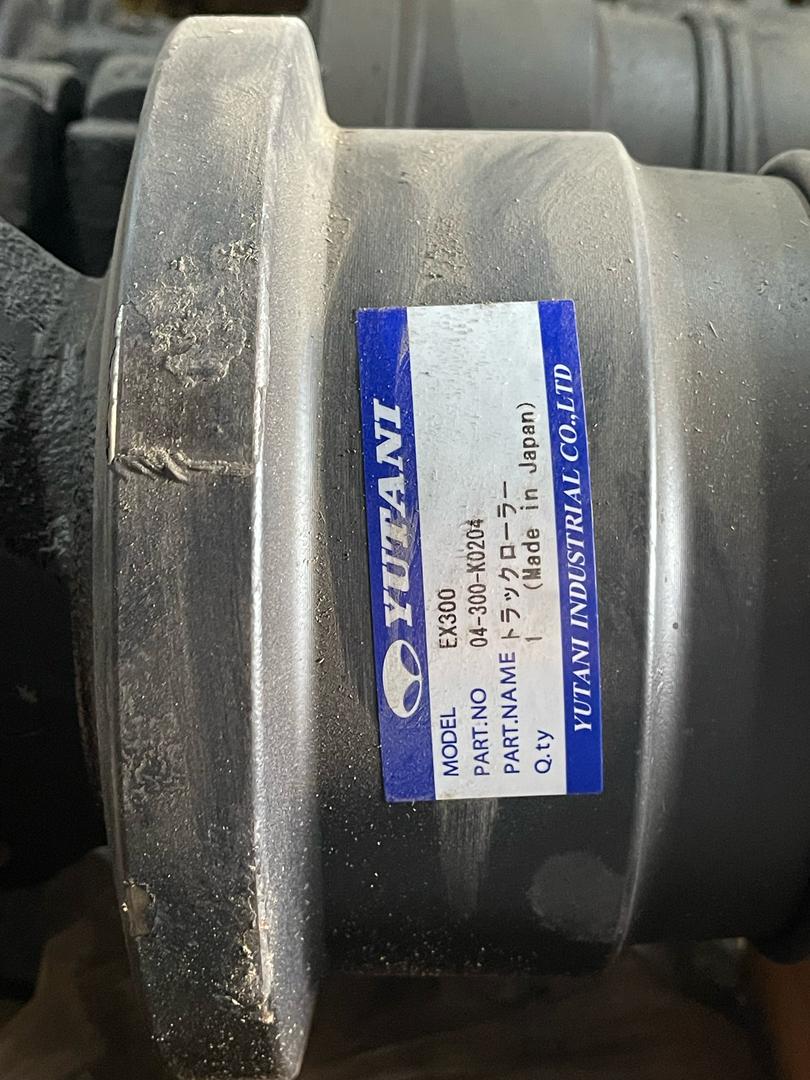 YUTANI
MODEL EX300
PART.NO 04-300-K0204
PART.NAME トラックローラー
Q.ty 1 (Made in Japan)
YUTANI INDUSTRIAL CO.,LTD